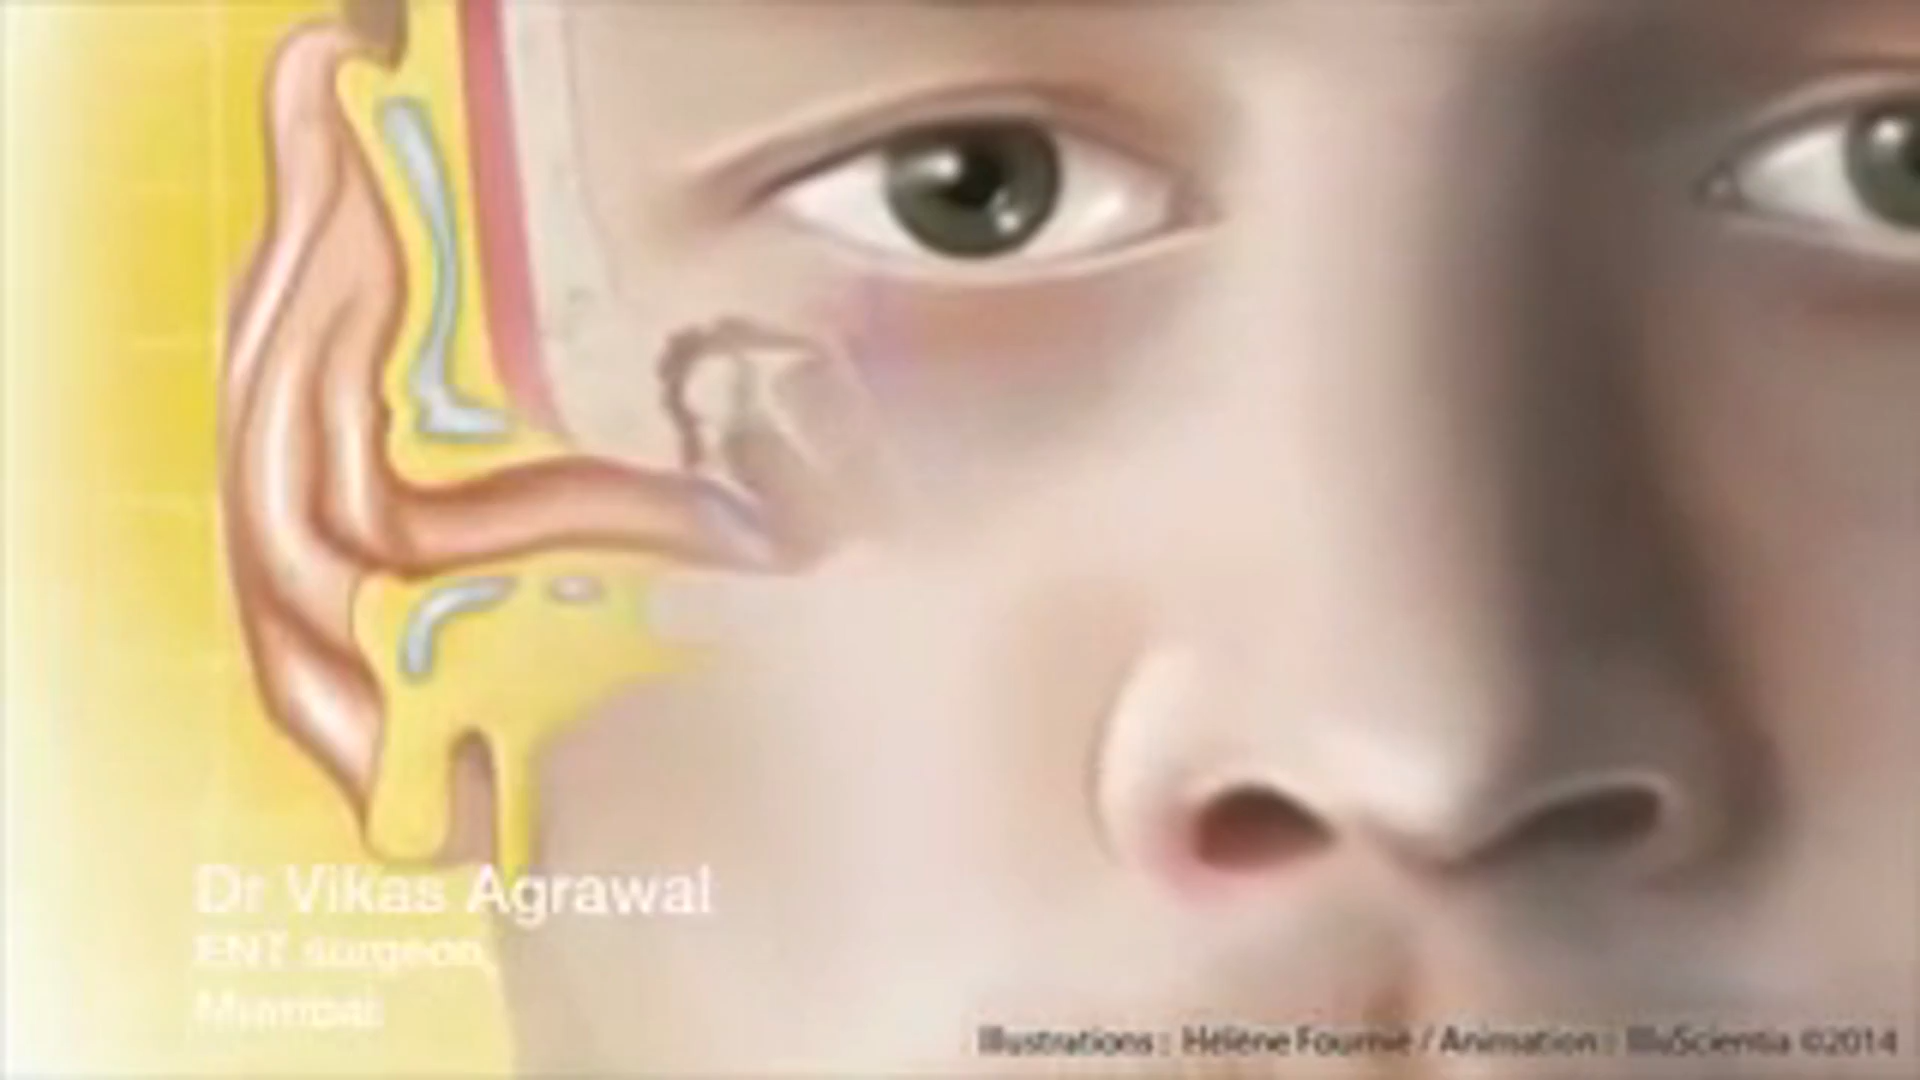 Dr Vikas Agrawal
ENT surgeon,
Mumbai
Illustrations : Hélène Fournié / Animation : IlluScientia ©2014